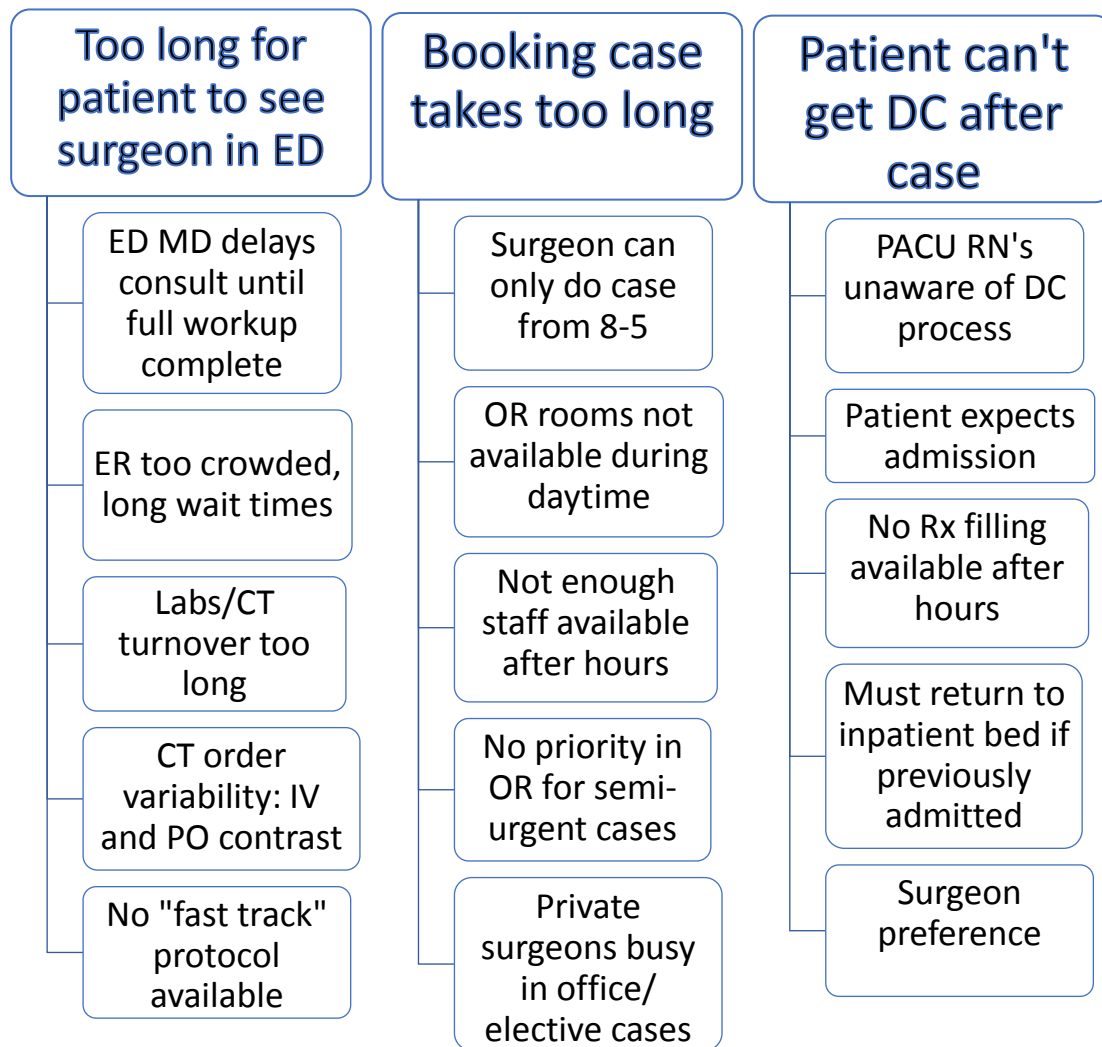 Too long for
patient to see
surgeon in ED
ED MD delays
consult until
full workup
complete
ER too crowded,
long wait times
Labs/CT
turnover too
long
CT order
variability: IV
and PO contrast
No "fast track"
protocol
available
Booking case
takes too long
Surgeon can
only do case
from 8-5
OR rooms not
available during
daytime
Not enough
staff available
after hours
No priority in
OR for semi-
urgent cases
Private
surgeons busy
in office/
elective cases
Patient can't
get DC after
case
PACU RN's
unaware of DC
process
Patient expects
admission
No Rx filling
available after
hours
Must return to
inpatient bed if
previously
admitted
Surgeon
preference